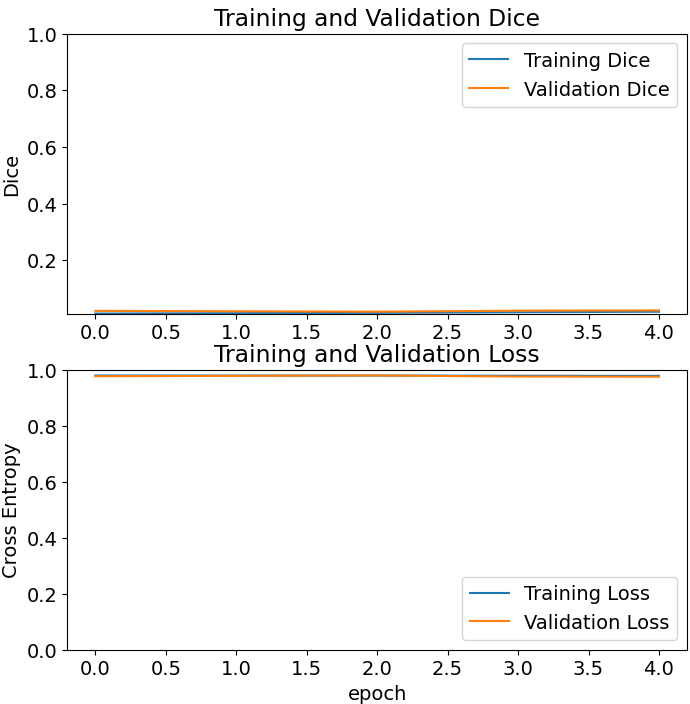 Training and Validation Dice
1.0
0.8
0.6
0.4
0.2
Dice
Training Dice
Validation Dice
0.0 0.5 1.0 1.5 2.0 2.5 3.0 3.5 4.0
Training and Validation Loss
1.0
0.8
0.6
0.4
0.2
0.0
Cross Entropy
Training Loss
Validation Loss
0.0 0.5 1.0 1.5 2.0 2.5 3.0 3.5 4.0
epoch